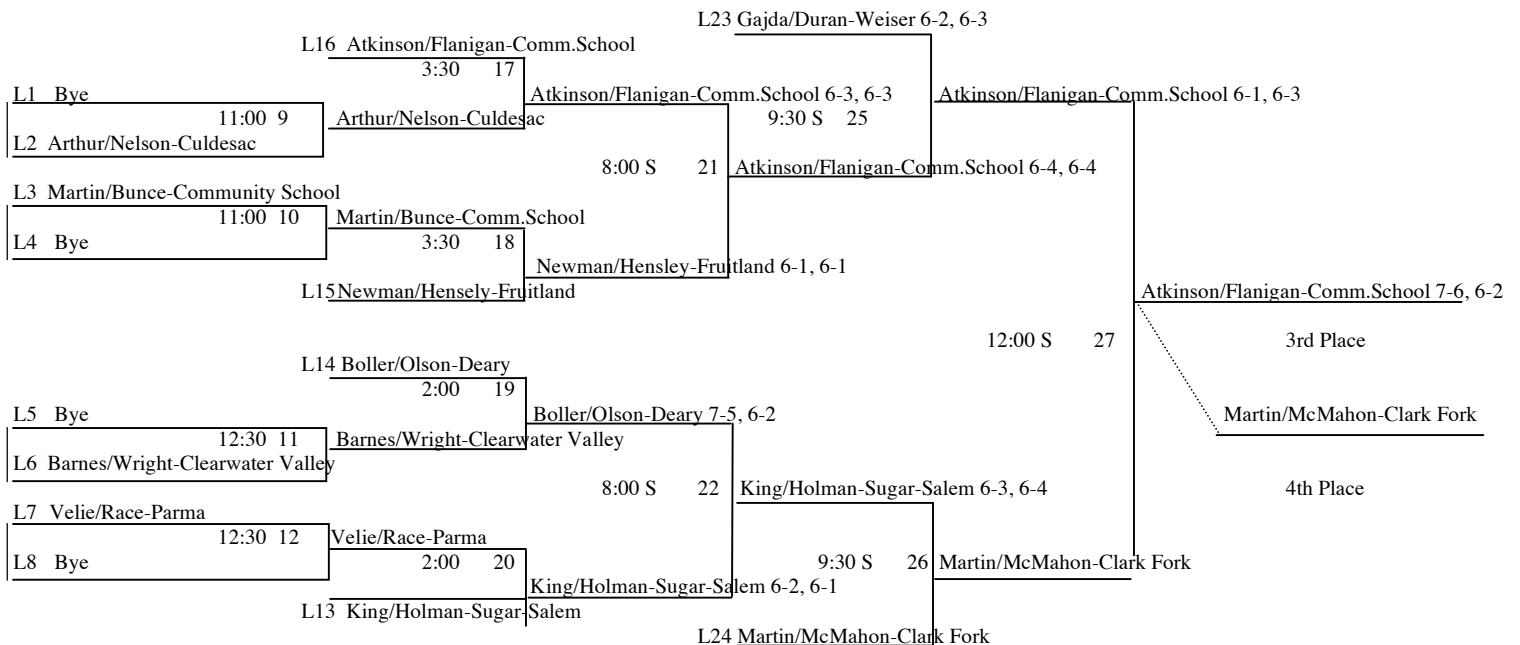 L23 Gajda/Duran-Weiser 6-2, 6-3
L16 Atkinson/Flanigan-Comm.School
3:30 17
L1 Bye
Atkinson/Flanigan-Comm.School 6-3, 6-3
Atkinson/Flanigan-Comm.School 6-1, 6-3
11:00 9
Arthur/Nelson-Culdesac
9:30 S 25
L2 Arthur/Nelson-Culdesac
8:00 S 21
Atkinson/Flanigan-Comm.School 6-4, 6-4
L3 Martin/Bunce-Community School
11:00 10
Martin/Bunce-Comm.School
L4 Bye
3:30 18
Newman/Hensley-Fruitland 6-1, 6-1
L15 Newman/Hensely-Fruitland
Atkinson/Flanigan-Comm.School 7-6, 6-2
12:00 S 27
3rd Place
L14 Boller/Olson-Deary
2:00 19
L5 Bye
Boller/Olson-Deary 7-5, 6-2
Martin/McMahon-Clark Fork
12:30 11
Barnes/Wright-Clearwater Valley
L6 Barnes/Wright-Clearwater Valley
8:00 S 22
King/Holman-Sugar-Salem 6-3, 6-4
4th Place
L7 Velie/Race-Parma
12:30 12
Velie/Race-Parma
L8 Bye
2:00 20
9:30 S 26
Martin/McMahon-Clark Fork
King/Holman-Sugar-Salem 6-2, 6-1
L13 King/Holman-Sugar-Salem
L24 Martin/McMahon-Clark Fork